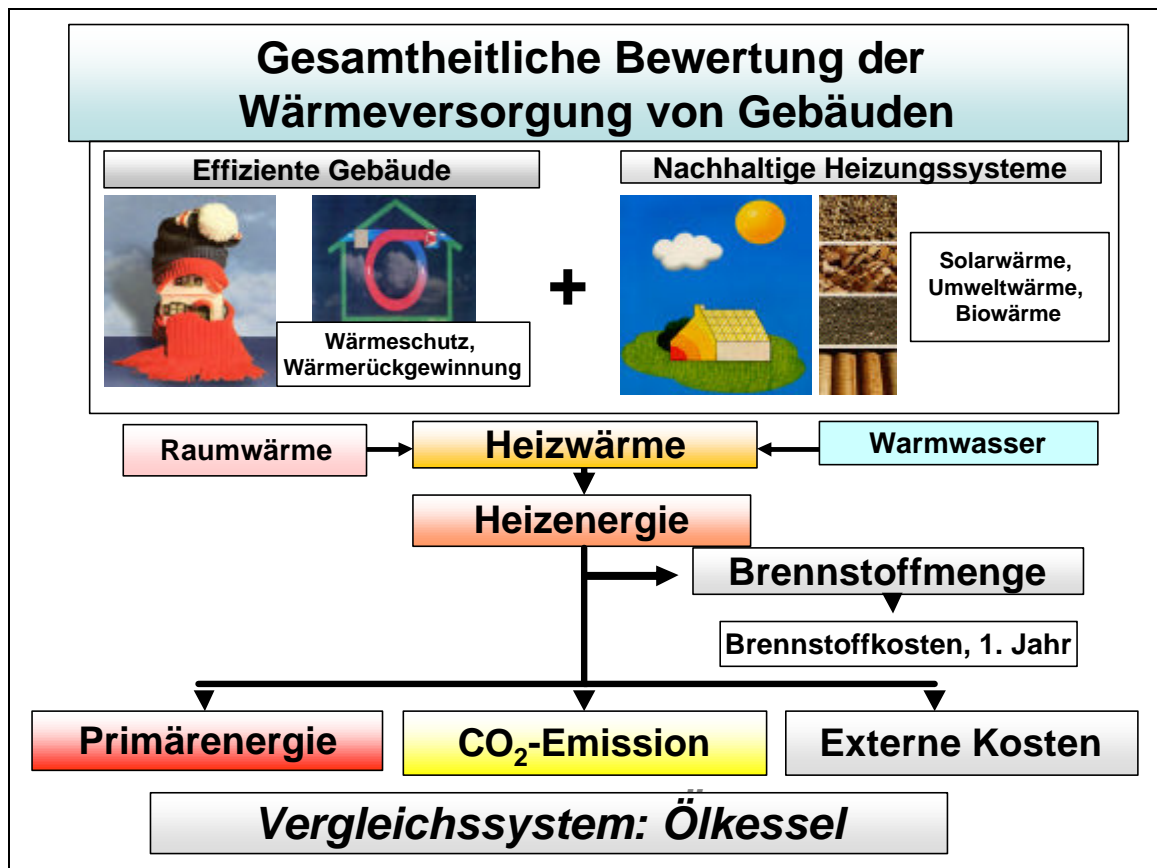 Gesamtheitliche Bewertung der
Wärmeversorgung von Gebäuden
Effiziente Gebäude
Nachhaltige Heizungssysteme
+
Wärmeschutz,
Wärmerückgewinnung
Solarwärme,
Umweltwärme,
Biowärme
Raumwärme
Heizwärme
Warmwasser
Heizenergie
Brennstoffmenge
Brennstoffkosten, 1. Jahr
Primärenergie
CO₂-Emission
Externe Kosten
Vergleichssystem: Ölkessel